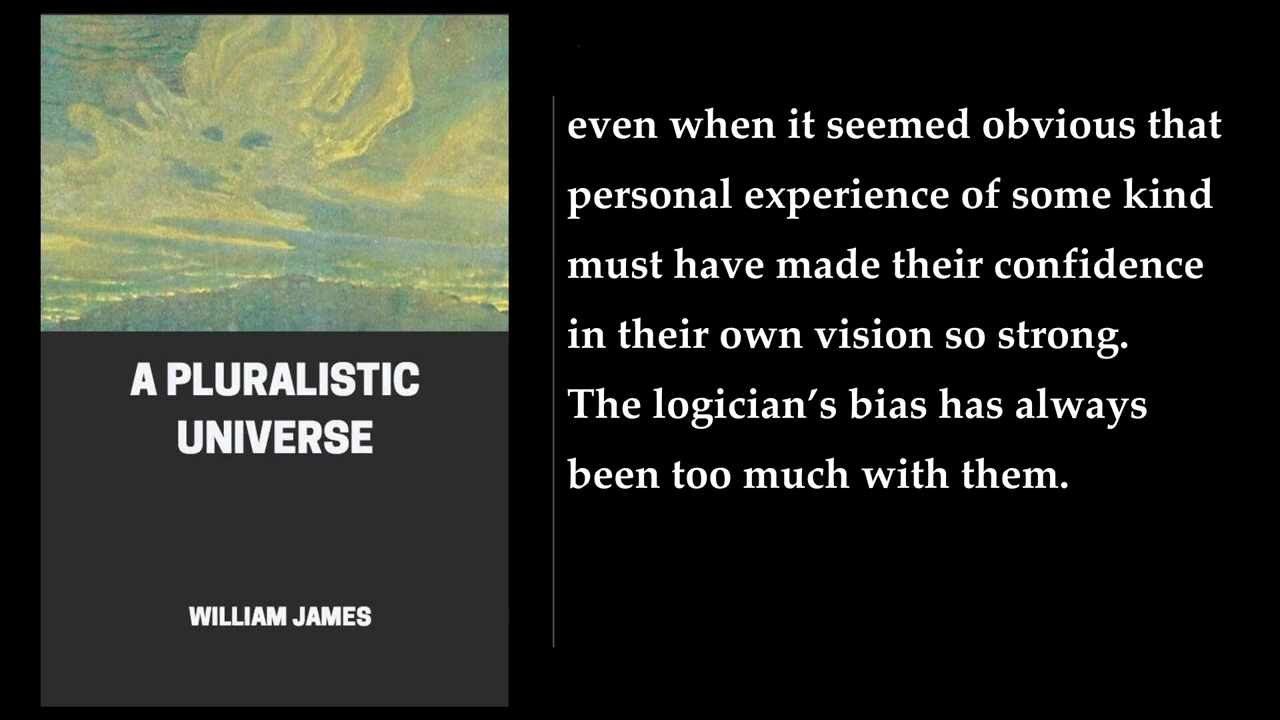 A PLURALISTIC
UNIVERSE
WILLIAM JAMES
even when it seemed obvious that
personal experience of some kind
must have made their confidence
in their own vision so strong.
The logician’s bias has always
been too much with them.